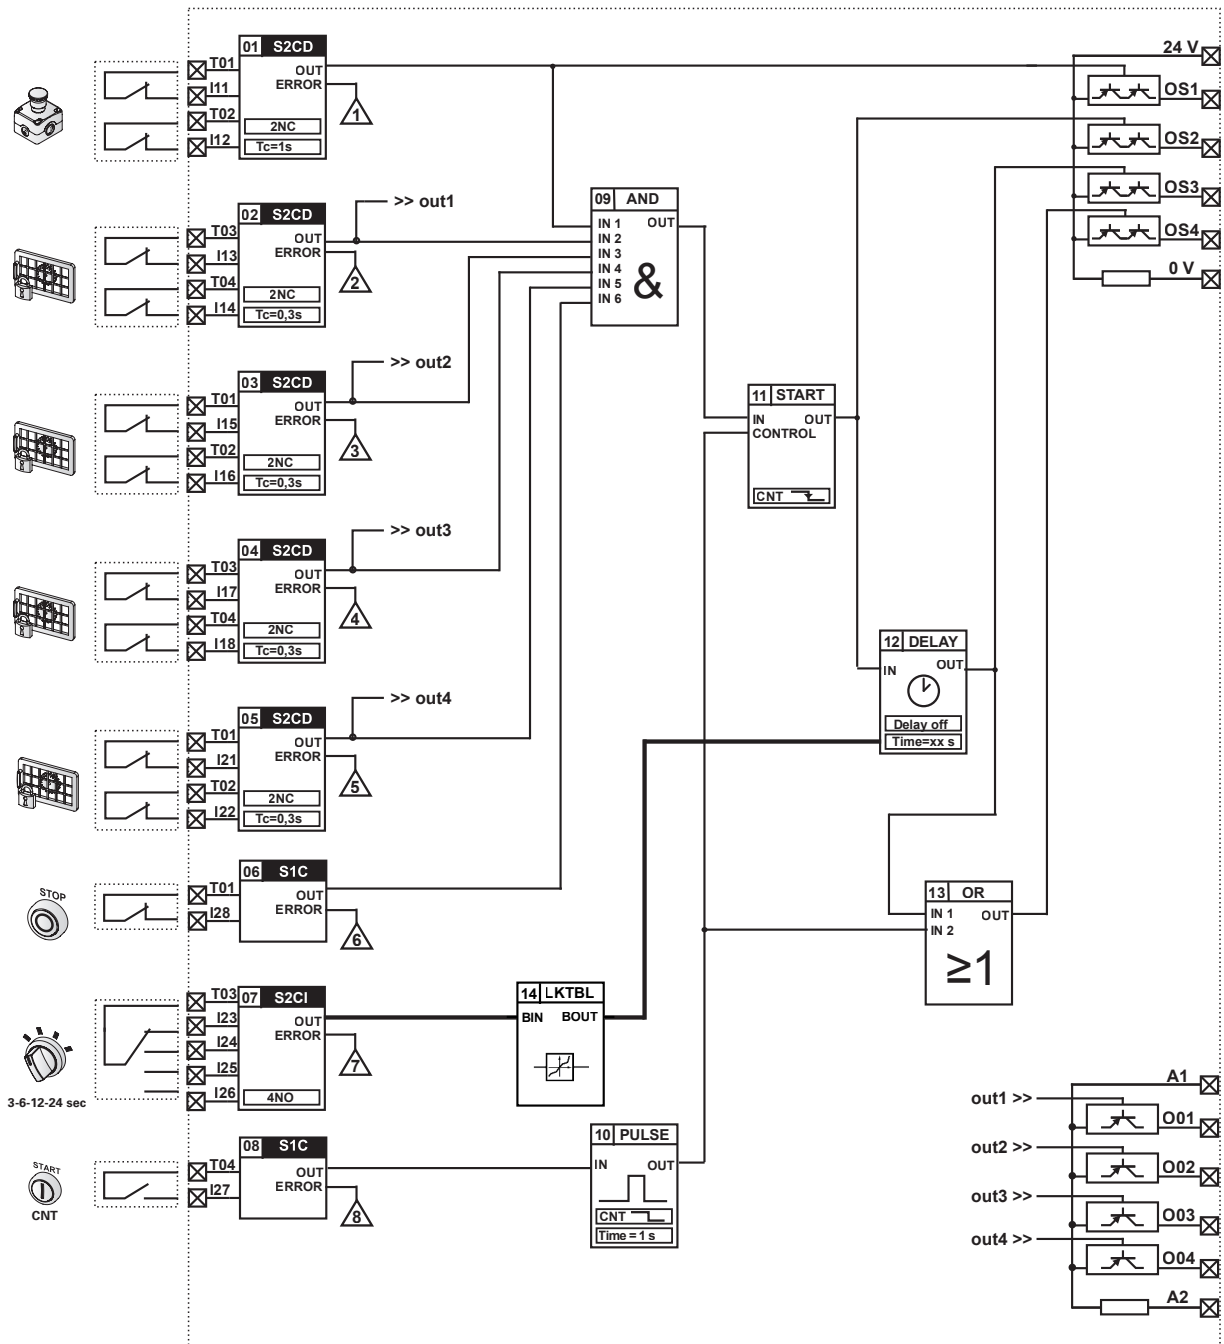 01 S2CD
T01
OUT
ERROR
I11
1
T02
2NC
I12
Tc=1s
24 V
OS1
OS2
OS3
OS4
0 V
>> out1
02 S2CD
T03
OUT
ERROR
I13
2
T04
2NC
I14
Tc=0,3s
09 AND
IN 1 OUT
IN 2
IN 3
IN 4
IN 5
IN 6
&
>> out2
03 S2CD
T01
OUT
ERROR
I15
3
T02
2NC
I16
Tc=0,3s
11 START
IN OUT
CONTROL
CNT
>> out3
04 S2CD
T03
OUT
ERROR
I17
4
T04
2NC
I18
Tc=0,3s
12 DELAY
IN OUT
Delay off
Time=xx s
>> out4
05 S2CD
T01
OUT
ERROR
I21
5
T02
2NC
I22
Tc=0,3s
STOP
06 S1C
T01
OUT
ERROR
I28
6
13 OR
IN 1 OUT
IN 2
≥1
3-6-12-24 sec
T03
07 S2CI
I23
OUT
ERROR
I24
7
I25
I26
4NO
14 LKTBL
BIN BOUT
START
CNT
08 S1C
T04
OUT
ERROR
I27
8
10 PULSE
IN OUT
CNT
Time = 1 s
A1
out1 >>
O01
out2 >>
O02
out3 >>
O03
out4 >>
O04
A2